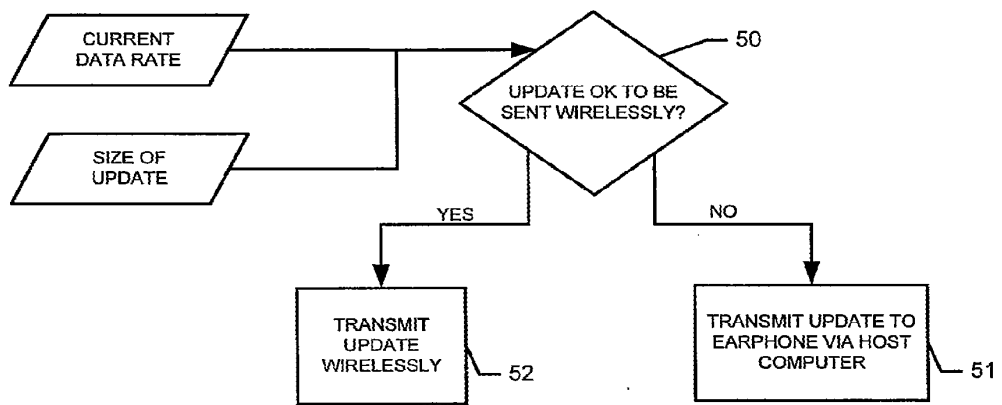 CURRENT
DATA RATE
50
UPDATE OK TO BE
SENT WIRELESSLY?
SIZE OF
UPDATE
YES
NO
TRANSMIT
UPDATE
WIRELESSLY
52
TRANSMIT UPDATE TO
EARPHONE VIA HOST
COMPUTER
51